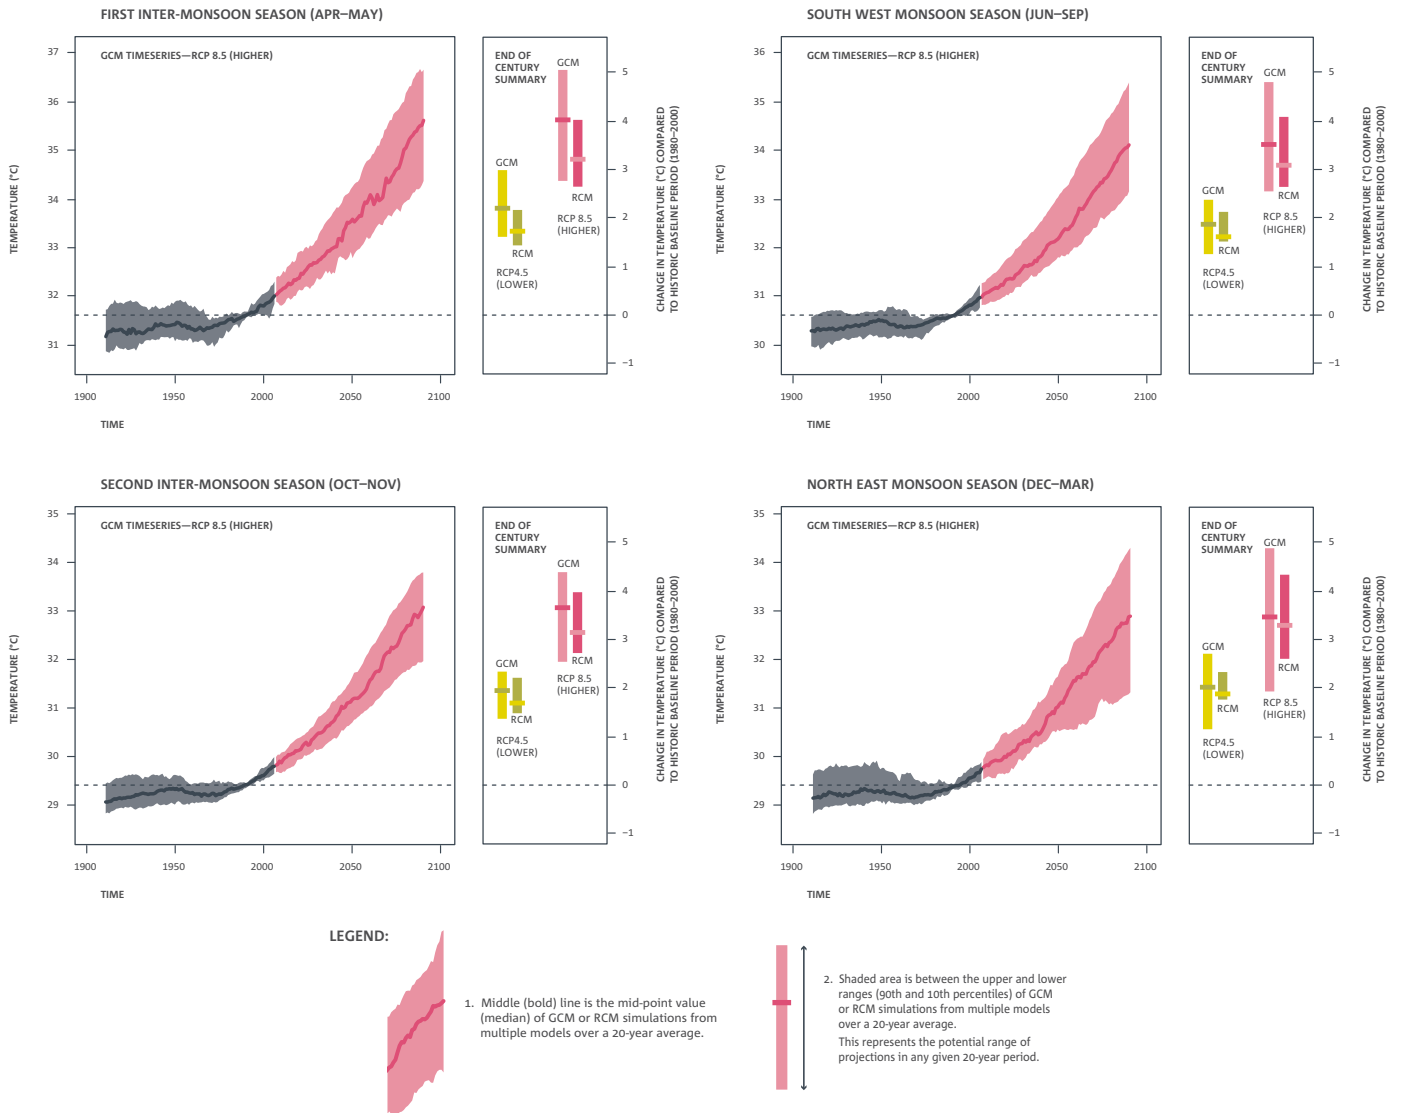 FIRST INTER-MONSOON SEASON (APR–MAY)
GCM TIMESERIES—RCP 8.5 (HIGHER)
37
36
35
34
33
32
31
TEMPERATURE (°C)
1900
1950
2000
2050
2100
TIME
END OF
CENTURY
SUMMARY
GCM
GCM
RCM
RCP 8.5
(HIGHER)
RCM
RCP4.5
(LOWER)
5
4
3
2
1
0
−1
CHANGE IN TEMPERATURE (°C) COMPARED
TO HISTORIC BASELINE PERIOD (1980–2000)
SOUTH WEST MONSOON SEASON (JUN–SEP)
GCM TIMESERIES—RCP 8.5 (HIGHER)
36
35
34
33
32
31
30
TEMPERATURE (°C)
1900
1950
2000
2050
2100
TIME
END OF
CENTURY
SUMMARY
GCM
GCM
RCM
RCP 8.5
(HIGHER)
RCM
RCP4.5
(LOWER)
5
4
3
2
1
0
−1
CHANGE IN TEMPERATURE (°C) COMPARED
TO HISTORIC BASELINE PERIOD (1980–2000)
SECOND INTER-MONSOON SEASON (OCT–NOV)
GCM TIMESERIES—RCP 8.5 (HIGHER)
35
34
33
32
31
30
29
TEMPERATURE (°C)
1900
1950
2000
2050
2100
TIME
END OF
CENTURY
SUMMARY
GCM
GCM
RCM
RCP 8.5
(HIGHER)
RCM
RCP4.5
(LOWER)
5
4
3
2
1
0
−1
CHANGE IN TEMPERATURE (°C) COMPARED
TO HISTORIC BASELINE PERIOD (1980–2000)
NORTH EAST MONSOON SEASON (DEC–MAR)
GCM TIMESERIES—RCP 8.5 (HIGHER)
35
34
33
32
31
30
29
TEMPERATURE (°C)
1900
1950
2000
2050
2100
TIME
END OF
CENTURY
SUMMARY
GCM
GCM
RCM
RCP 8.5
(HIGHER)
RCM
RCP4.5
(LOWER)
5
4
3
2
1
0
−1
CHANGE IN TEMPERATURE (°C) COMPARED
TO HISTORIC BASELINE PERIOD (1980–2000)
LEGEND:
1. Middle (bold) line is the mid-point value
(median) of GCM or RCM simulations from
multiple models over a 20-year average.
2. Shaded area is between the upper and lower
ranges (90th and 10th percentiles) of GCM
or RCM simulations from multiple models
over a 20-year average.
This represents the potential range of
projections in any given 20-year period.